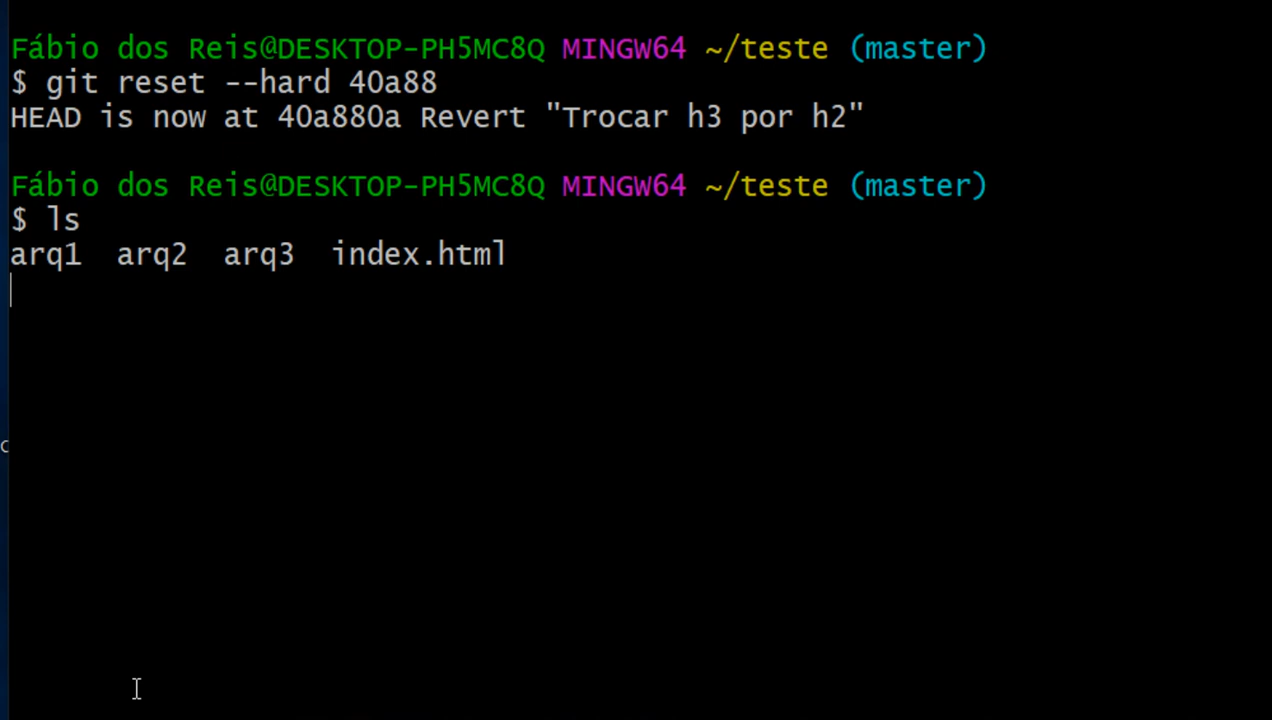 Fábio dos Reis@DESKTOP-PH5MC8Q MINGW64 ~/teste (master)
$ git reset --hard 40a88
HEAD is now at 40a880a Revert "Trocar h3 por h2"
Fábio dos Reis@DESKTOP-PH5MC8Q MINGW64 ~/teste (master)
$ ls
arq1 arq2 arq3 index.html